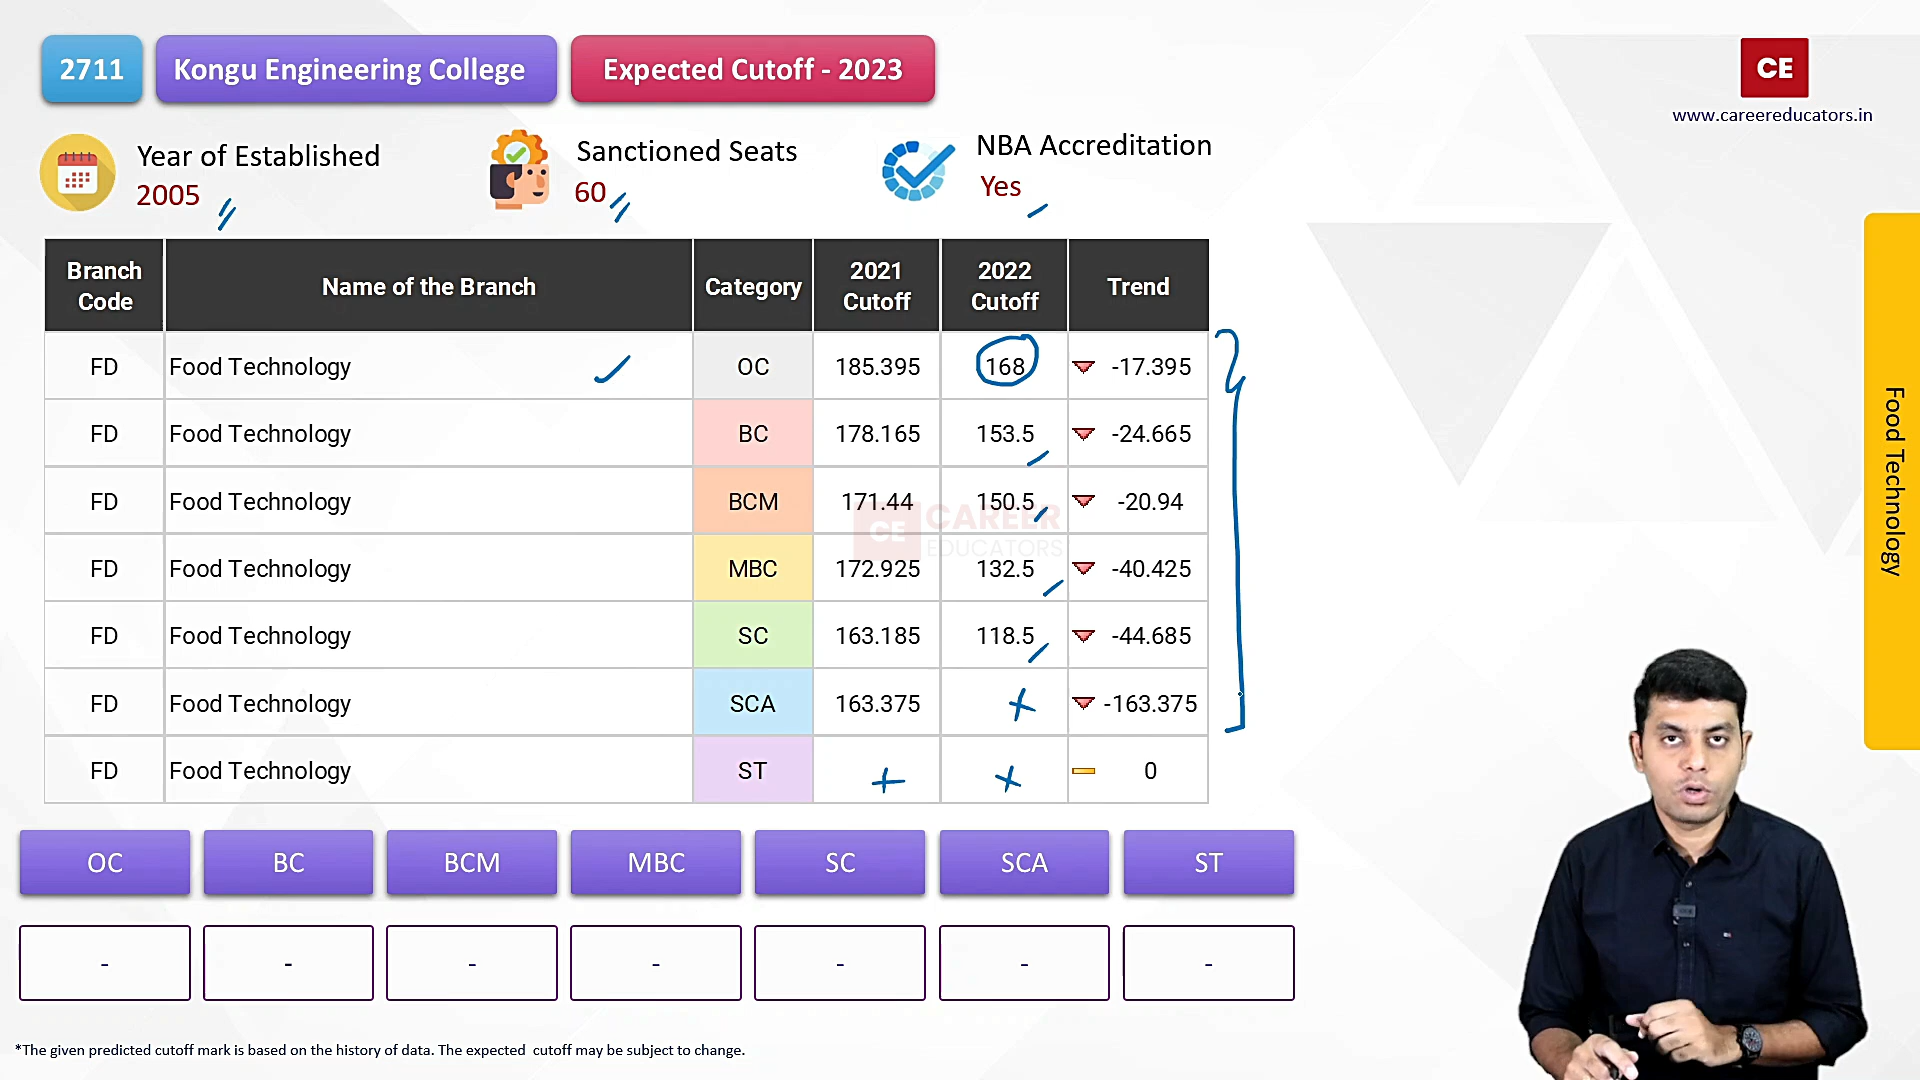 2711
Kongu Engineering College
Expected Cutoff - 2023
CE
www.careereducators.in
Year of Established
2005
Sanctioned Seats
60
NBA Accreditation
Yes
Branch Code Name of the Branch Category 2021 Cutoff 2022 Cutoff Trend
FD Food Technology OC 185.395 168 -17.395
FD Food Technology BC 178.165 153.5 -24.665
FD Food Technology BCM 171.44 150.5 -20.94
CE CAREER EDUCATORS
FD Food Technology MBC 172.925 132.5 -40.425
FD Food Technology SC 163.185 118.5 -44.685
FD Food Technology SCA 163.375 -163.375
FD Food Technology ST 0
Food Technology
OC BC BCM MBC SC SCA ST
- - - - - - -
*The given predicted cutoff mark is based on the history of data. The expected cutoff may be subject to change.